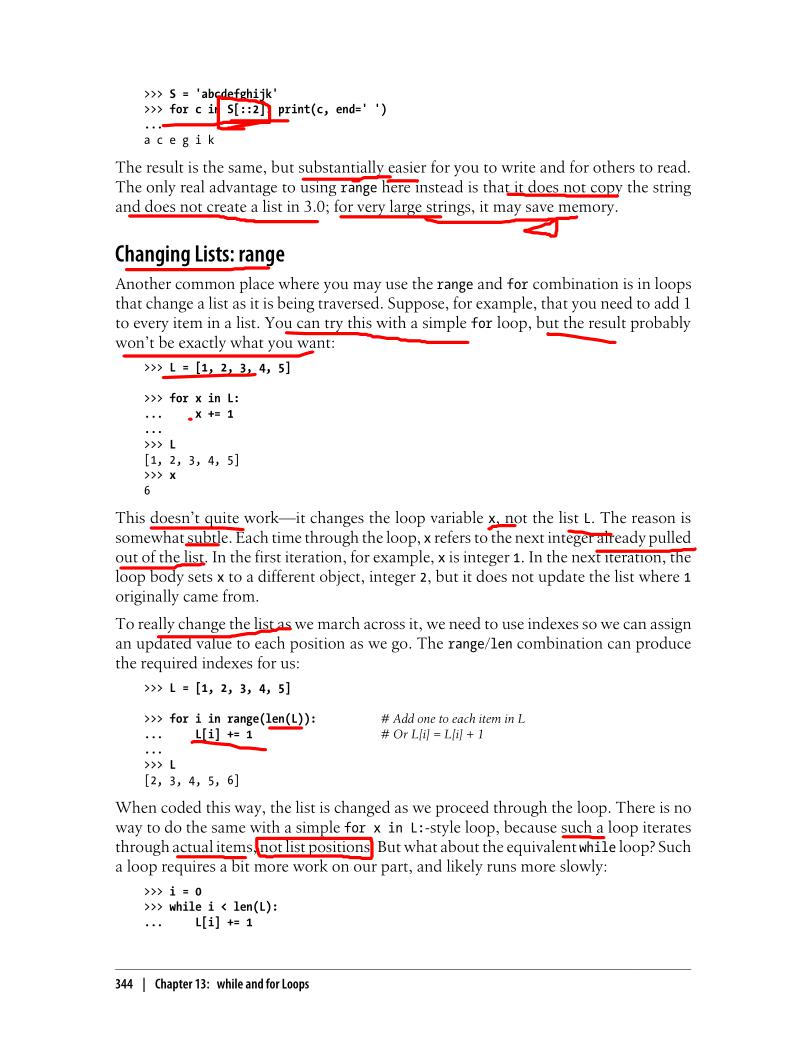 >>> S = 'abcdefghijk'
>>> for c in S[::2]: print(c, end=' ')
...
a c e g i k
The result is the same, but substantially easier for you to write and for others to read.
The only real advantage to using range here instead is that it does not copy the string
and does not create a list in 3.0; for very large strings, it may save memory.
Changing Lists: range
Another common place where you may use the range and for combination is in loops
that change a list as it is being traversed. Suppose, for example, that you need to add 1
to every item in a list. You can try this with a simple for loop, but the result probably
won't be exactly what you want:
>>> L = [1, 2, 3, 4, 5]
>>> for x in L:
...     x += 1
...
>>> L
[1, 2, 3, 4, 5]
>>> x
6
This doesn't quite work—it changes the loop variable x, not the list L. The reason is
somewhat subtle. Each time through the loop, x refers to the next integer already pulled
out of the list. In the first iteration, for example, x is integer 1. In the next iteration, the
loop body sets x to a different object, integer 2, but it does not update the list where 1
originally came from.
To really change the list as we march across it, we need to use indexes so we can assign
an updated value to each position as we go. The range/len combination can produce
the required indexes for us:
>>> L = [1, 2, 3, 4, 5]
>>> for i in range(len(L)): # Add one to each item in L
...     L[i] += 1 # Or L[i] = L[i] + 1
...
>>> L
[2, 3, 4, 5, 6]
When coded this way, the list is changed as we proceed through the loop. There is no
way to do the same with a simple for x in L:-style loop, because such a loop iterates
through actual items, not list positions. But what about the equivalent while loop? Such
a loop requires a bit more work on our part, and likely runs more slowly:
>>> i = 0
>>> while i < len(L):
...     L[i] += 1
344 | Chapter 13: while and for Loops